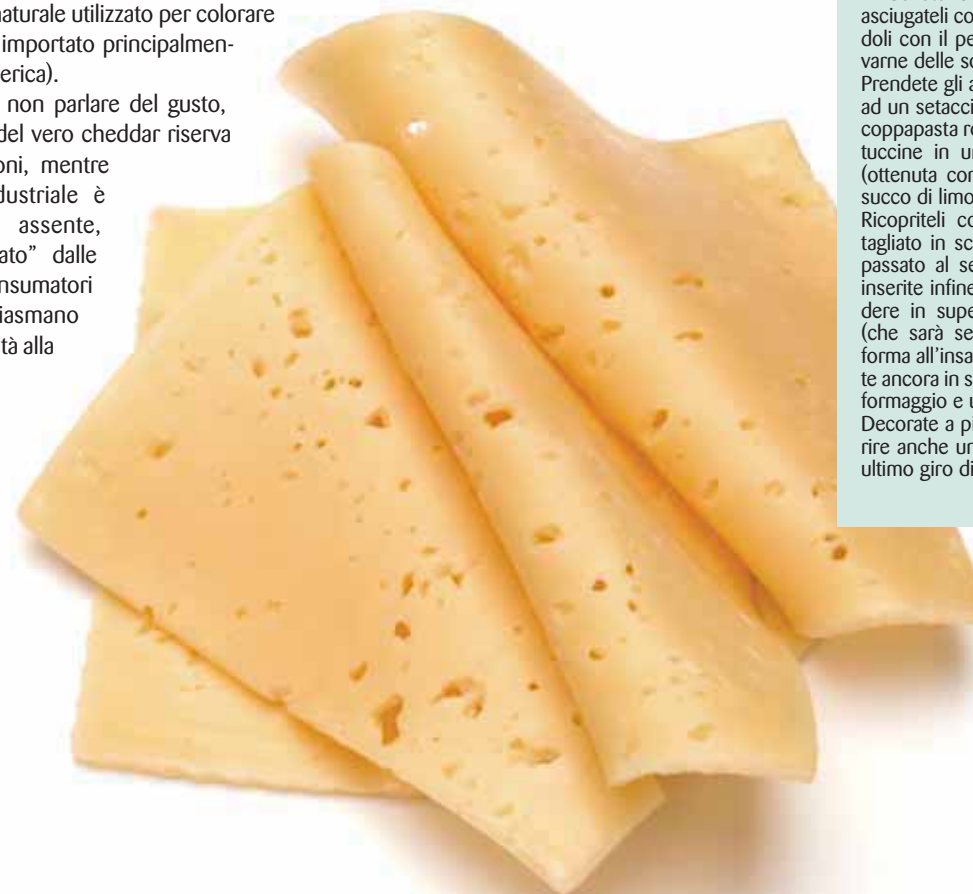 naturale utilizzato per colorare
importato principalmen-
erica).
non parlare del gusto,
del vero cheddar riserva
oni, mentre
dustriale è
assente,
ato” dalle
nsumatori
iasmano
tà alla
asciugateli co
doli con il pe
varne delle so
Prendete gli a
ad un setacci
coppapasta re
tuccine in u
(ottenuta con
succo di limo
Ricopriteli co
tagliato in sc
passato al se
inserite infine
dere in supe
(che sarà se
forma all’insa
te ancora in s
formaggio e u
Decorate a pi
rire anche un
ultimo giro di